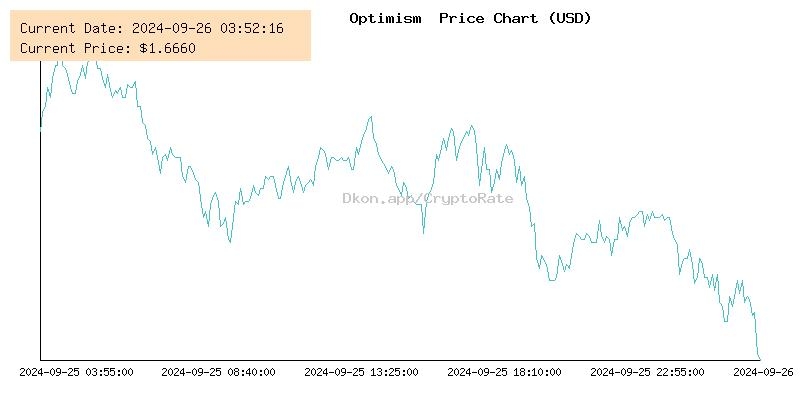 Optimism  Price Chart (USD)
Current Date: 2024-09-26 03:52:16
Current Price: $1.6660
Dkon.app/CryptoRate
2024-09-25 03:55:00 2024-09-25 08:40:00 2024-09-25 13:25:00 2024-09-25 18:10:00 2024-09-25 22:55:00 2024-09-26